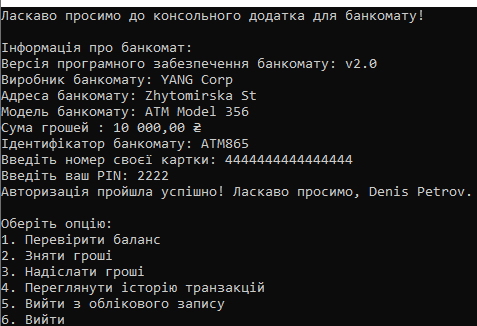 Ласкаво просимо до консольного додатка для банкомату!
Інформація про банкомат:
Версія програмного забезпечення банкомату: v2.0
Виробник банкомату: YANG Corp
Адреса банкомату: Zhytomirska St
Модель банкомату: ATM Model 356
Сума грошей : 10 000,00 ₴
Ідентифікатор банкомату: ATM865
Введіть номер своєї картки: 4444444444444444
Введіть ваш PIN: 2222
Авторизація пройшла успішно! Ласкаво просимо, Denis Petrov.
Оберіть опцію:
1. Перевірити баланс
2. Зняти гроші
3. Надіслати гроші
4. Переглянути історію транзакцій
5. Вийти з облікового запису
6. Вийти